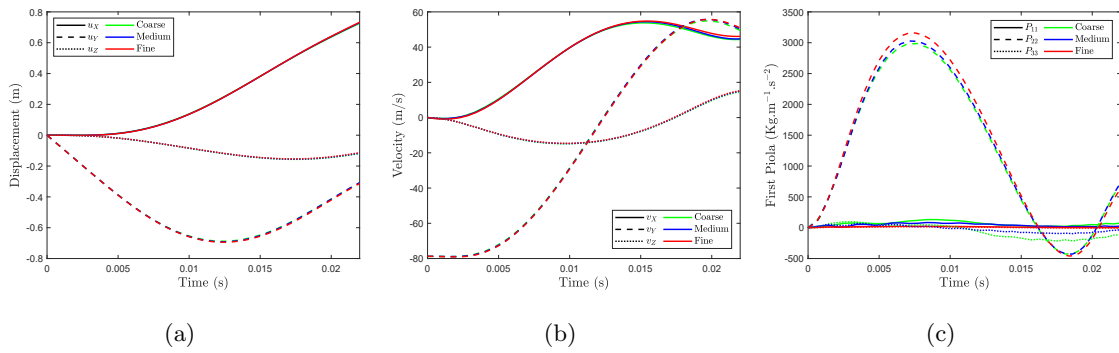 0.8
0.6
0.4
0.2
0
-0.2
-0.4
-0.6
-0.8
Displacement (m)
u_X Coarse
u_Y Medium
u_Z Fine
0 0.005 0.01 0.015 0.02
Time (s)
(a)
60
40
20
0
-20
-40
-60
-80
Velocity (m/s)
v_X Coarse
v_Y Medium
v_Z Fine
0 0.005 0.01 0.015 0.02
Time (s)
(b)
3500
3000
2500
2000
1500
1000
500
0
-500
First Piola (Kg.m⁻¹.s⁻²)
P₁₁ Coarse
P₂₂ Medium
P₃₃ Fine
0 0.005 0.01 0.015 0.02
Time (s)
(c)